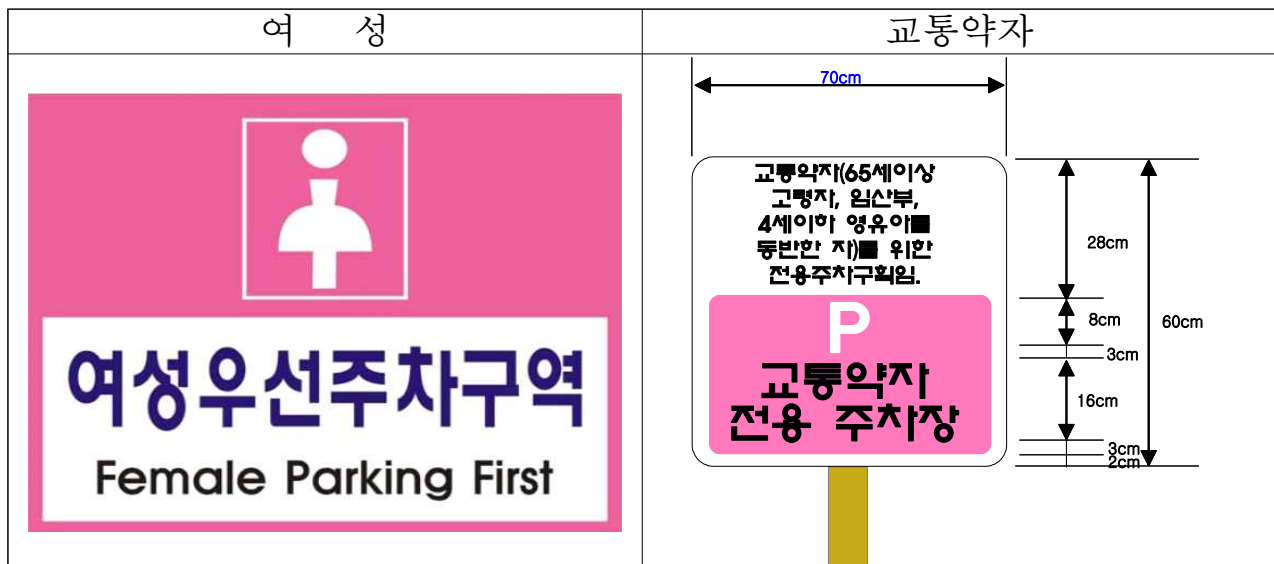 여 성
교통약자
여성우선주차구역
Female Parking First
70cm
교통약자(65세이상
고령자, 임산부,
4세이하 영유아를
동반한 자)를 위한
전용주차구획임.
P
교통약자
전용 주차장
28cm
8cm
3cm
16cm
3cm
2cm
60cm